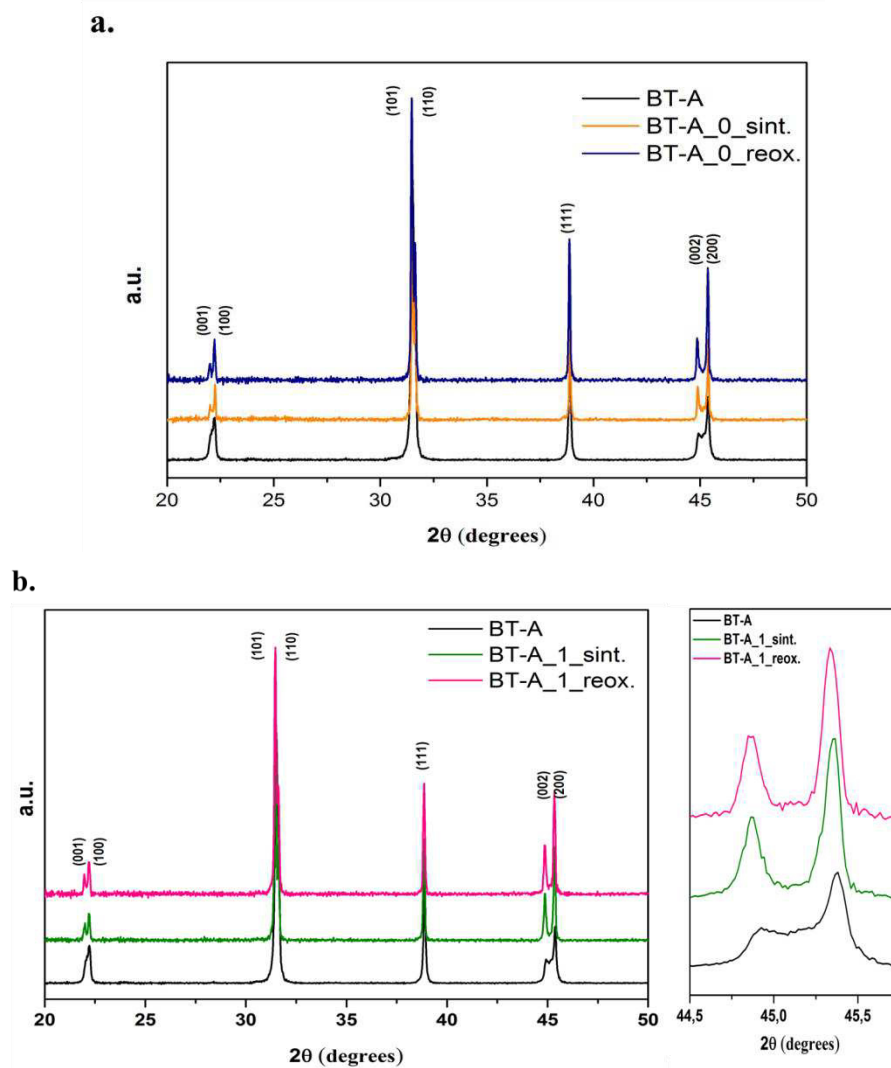 a.
BT-A
BT-A_0_sint.
BT-A_0_reox.
(101)
(110)
(111)
(002)
(200)
(001)
(100)
a.u.
20
25
30
35
40
45
50
2θ (degrees)
b.
BT-A
BT-A_1_sint.
BT-A_1_reox.
(101)
(110)
(111)
(002)
(200)
(001)
(100)
a.u.
20
25
30
35
40
45
50
2θ (degrees)
BT-A
BT-A_1_sint.
BT-A_1_reox.
44,5
45,0
45,5
2θ (degrees)